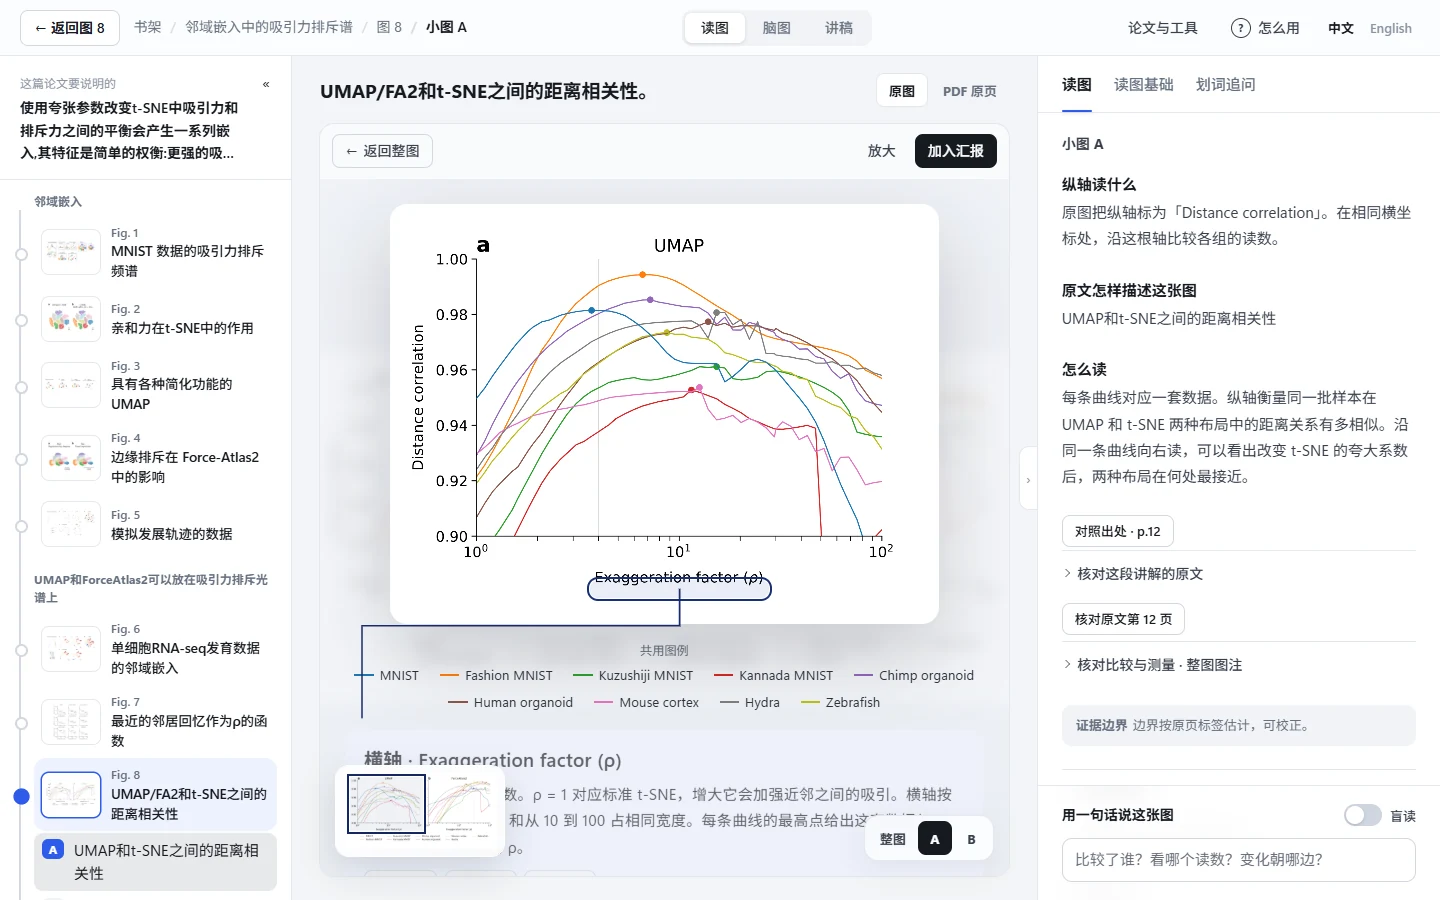 ← 返回图 8
书架 / 邻域嵌入中的吸引力排斥谱 / 图 8 / 小图 A
读图
脑图
讲稿
论文与工具
? 怎么用
中文
English
这篇论文要说明的
«
使用夸张参数改变t-SNE中吸引力和
排斥力之间的平衡会产生一系列嵌
入,其特征是简单的权衡:更强的吸...
邻域嵌入
Fig. 1
MNIST 数据的吸引力排斥
频谱
Fig. 2
亲和力在t-SNE中的作用
Fig. 3
具有各种简化功能的
UMAP
Fig. 4
边缘排斥在 Force-Atlas2
中的影响
Fig. 5
模拟发展轨迹的数据
UMAP和ForceAtlas2可以放在吸引力排斥光
谱上
Fig. 6
单细胞RNA-seq发育数据
的邻域嵌入
Fig. 7
最近的邻居回忆作为ρ的函
数
Fig. 8
UMAP/FA2和t-SNE之间的
距离相关性
A
UMAP和t-SNE之间的距离相
关性
UMAP/FA2和t-SNE之间的距离相关性。
原图
PDF 原页
← 返回整图
放大
加入汇报
a
UMAP
1.00
0.98
0.96
0.94
0.92
0.90
Distance correlation
10⁰
10¹
10²
Exaggeration factor (ρ)
共用图例
MNIST
Fashion MNIST
Kuzushiji MNIST
Kannada MNIST
Chimp organoid
Human organoid
Mouse cortex
Hydra
Zebrafish
横轴 · Exaggeration factor (ρ)
数。ρ = 1 对应标准 t-SNE，增大它会加强近邻之间的吸引。横轴按
和从 10 到 100 占相同宽度。每条曲线的最高点给出这
ρ。
整图
A
B
读图
读图基础
划词追问
小图 A
纵轴读什么
原图把纵轴标为「Distance correlation」。在相同横坐
标处，沿这根轴比较各组的读数。
原文怎样描述这张图
UMAP和t-SNE之间的距离相关性
怎么读
每条曲线对应一套数据。纵轴衡量同一批样本在
UMAP 和 t-SNE 两种布局中的距离关系有多相似。沿
同一条曲线向右读，可以看出改变 t-SNE 的夸大系数
后，两种布局在何处最接近。
对照出处 · p.12
› 核对这段讲解的原文
核对原文第 12 页
› 核对比较与测量 · 整图图注
证据边界 边界按原页标签估计，可校正。
用一句话说这张图
盲读
比较了谁？看哪个读数？变化朝哪边？